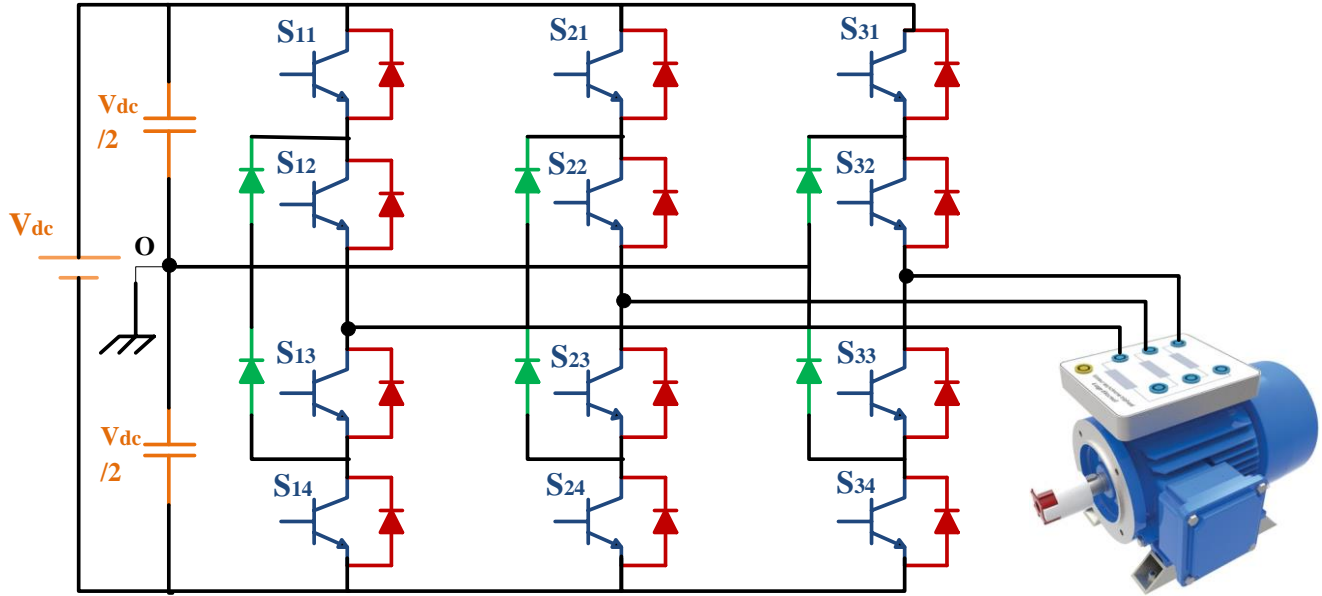 S11
S21
S31
Vdc
/2
S12
S22
S32
Vdc
O
S13
S23
S33
Vdc
/2
S14
S24
S34